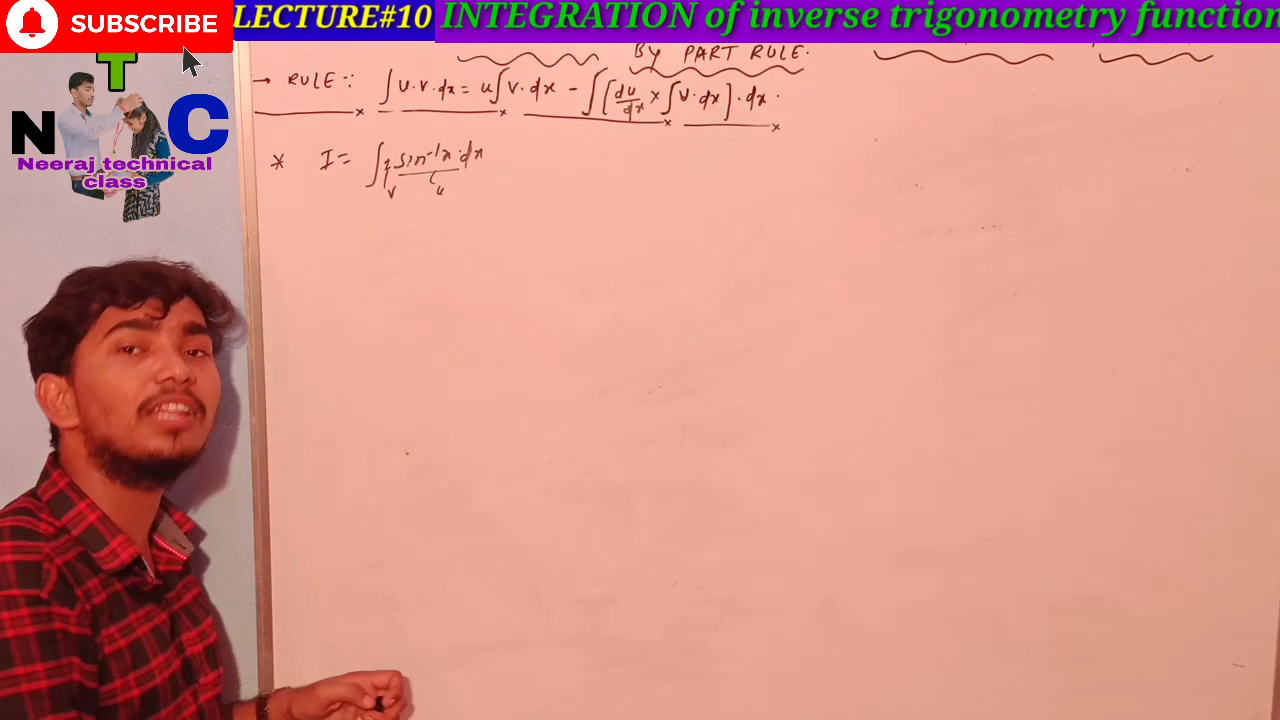 SUBSCRIBE
LECTURE#10 INTEGRATION of inverse trigonometry function
BY PART RULE.
→ RULE :: ∫u.v.dx = u∫v.dx - ∫[du/dx × ∫v.dx].dx.
N T C
Neeraj technical
class
* I = ∫1 sin⁻¹x.dx
v u